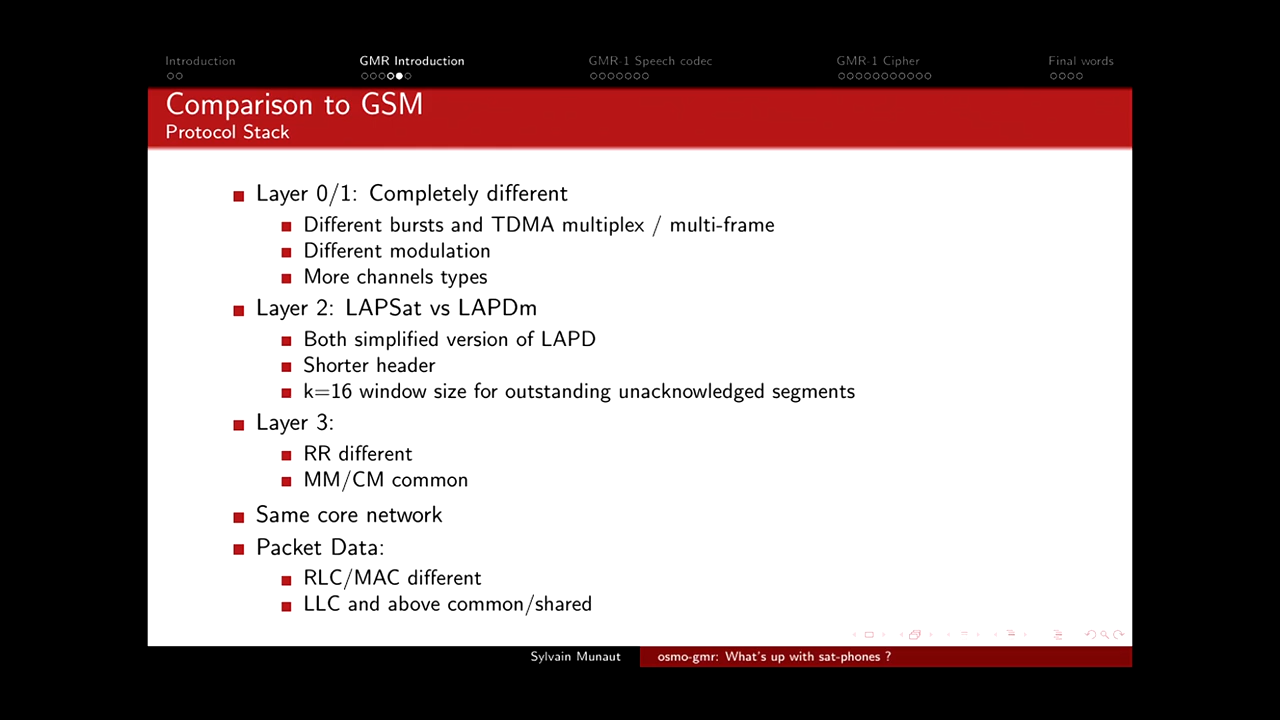 Introduction
GMR Introduction
GMR-1 Speech codec
GMR-1 Cipher
Final words
Comparison to GSM
Protocol Stack
Layer 0/1: Completely different
Different bursts and TDMA multiplex / multi-frame
Different modulation
More channels types
Layer 2: LAPSat vs LAPDm
Both simplified version of LAPD
Shorter header
k=16 window size for outstanding unacknowledged segments
Layer 3:
RR different
MM/CM common
Same core network
Packet Data:
RLC/MAC different
LLC and above common/shared
Sylvain Munaut
osmo-gmr: What's up with sat-phones ?